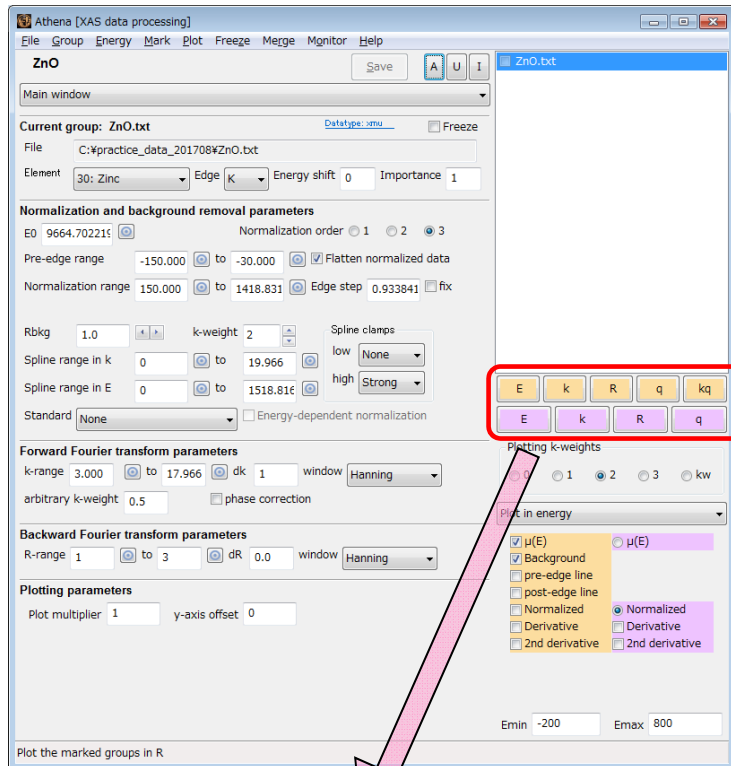 Athena [XAS data processing]
File Group Energy Mark Plot Freeze Merge Monitor Help
ZnO Save A U I
Main window
Current group: ZnO.txt Datatype: xmu Freeze
File C:¥practice_data_201708¥ZnO.txt
Element 30: Zinc Edge K Energy shift 0 Importance 1
Normalization and background removal parameters
E0 9664.702219 Normalization order 1 2 3
Pre-edge range -150.000 to -30.000 Flatten normalized data
Normalization range 150.000 to 1418.831 Edge step 0.933841 fix
Rbkg 1.0 k-weight 2 Spline clamps
Spline range in k 0 to 19.966 low None
Spline range in E 0 to 1518.816 high Strong
Standard None Energy-dependent normalization
Forward Fourier transform parameters
k-range 3.000 to 17.966 dk 1 window Hanning
arbitrary k-weight 0.5 phase correction
Backward Fourier transform parameters
R-range 1 to 3 dR 0.0 window Hanning
Plotting parameters
Plot multiplier 1 y-axis offset 0
Plot the marked groups in R
ZnO.txt
E k R q kq
E k R q
Plotting k-weights
0 1 2 3 kw
Plot in energy
μ(E) μ(E)
Background
pre-edge line
post-edge line
Normalized Normalized
Derivative Derivative
2nd derivative 2nd derivative
Emin -200 Emax 800